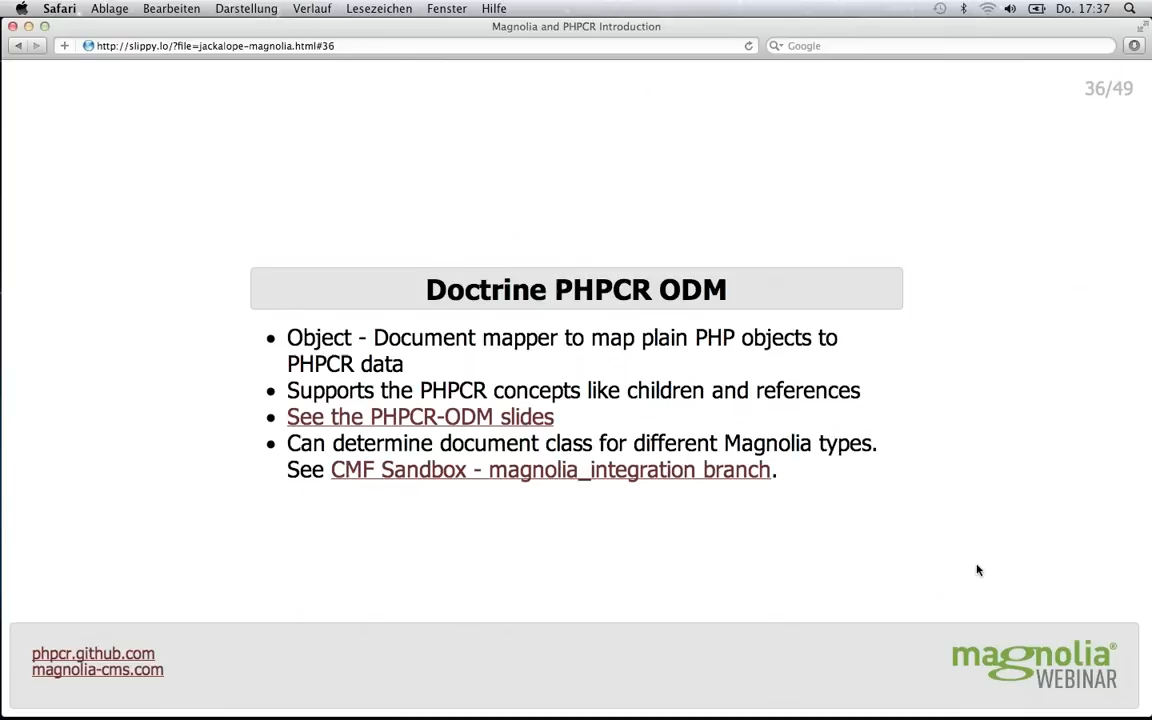 Safari Ablage Bearbeiten Darstellung Verlauf Lesezeichen Fenster Hilfe Do. 17:37
Magnolia and PHPCR Introduction
http://slippy.lo/?file=jackalope-magnolia.html#36 Google
36/49
Doctrine PHPCR ODM
• Object - Document mapper to map plain PHP objects to
PHPCR data
• Supports the PHPCR concepts like children and references
• See the PHPCR-ODM slides
• Can determine document class for different Magnolia types.
See CMF Sandbox - magnolia_integration branch.
phpcr.github.com
magnolia-cms.com
magnolia®
WEBINAR